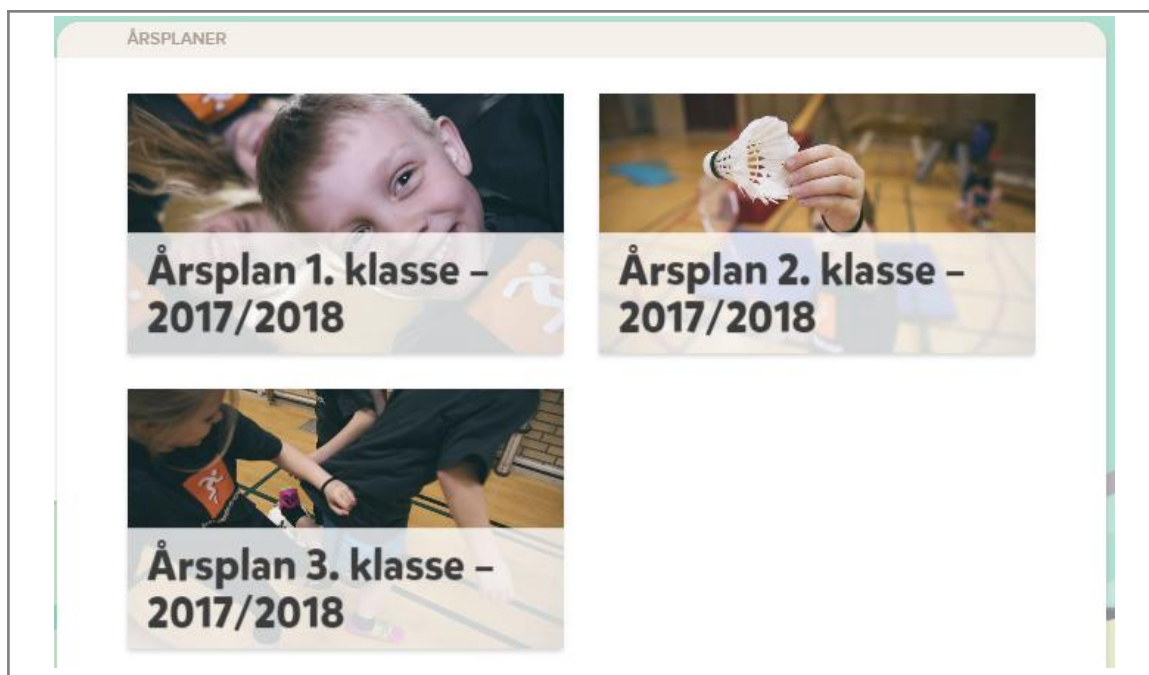 ÅRSPLANER
Årsplan 1. klasse –
2017/2018
Årsplan 2. klasse –
2017/2018
Årsplan 3. klasse –
2017/2018